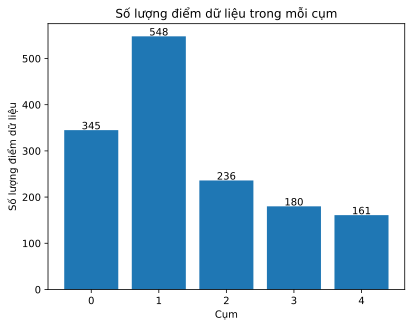 Số lượng điểm dữ liệu trong mỗi cụm
548
345
236
180
161
500
400
300
200
100
0
Số lượng điểm dữ liệu
0 1 2 3 4
Cụm